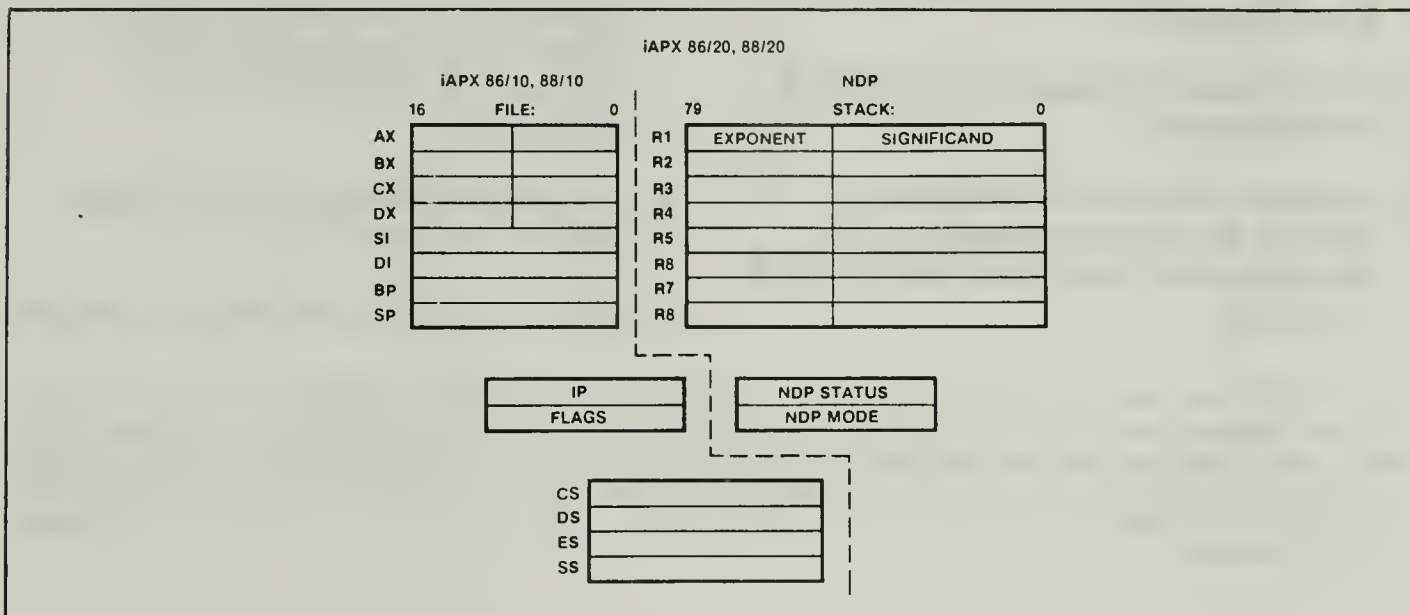 iAPX 86/20, 88/20
iAPX 86/10, 88/10
NDP
16 FILE: 0
79 STACK: 0
AX
BX
CX
DX
SI
DI
BP
SP
R1 EXPONENT SIGNIFICAND
R2
R3
R4
R5
R8
R7
R8
IP
FLAGS
NDP STATUS
NDP MODE
CS
DS
ES
SS